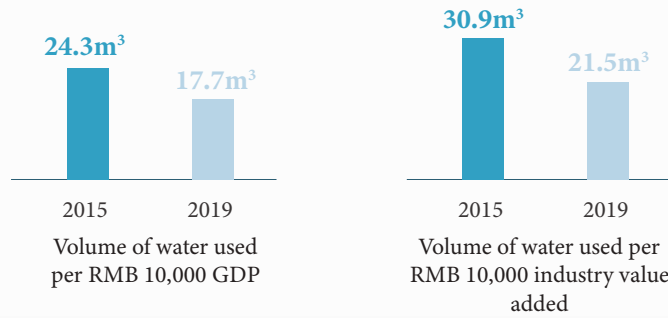 24.3m³
17.7m³
2015
2019
Volume of water used
per RMB 10,000 GDP
30.9m³
21.5m³
2015
2019
Volume of water used per
RMB 10,000 industry value
added